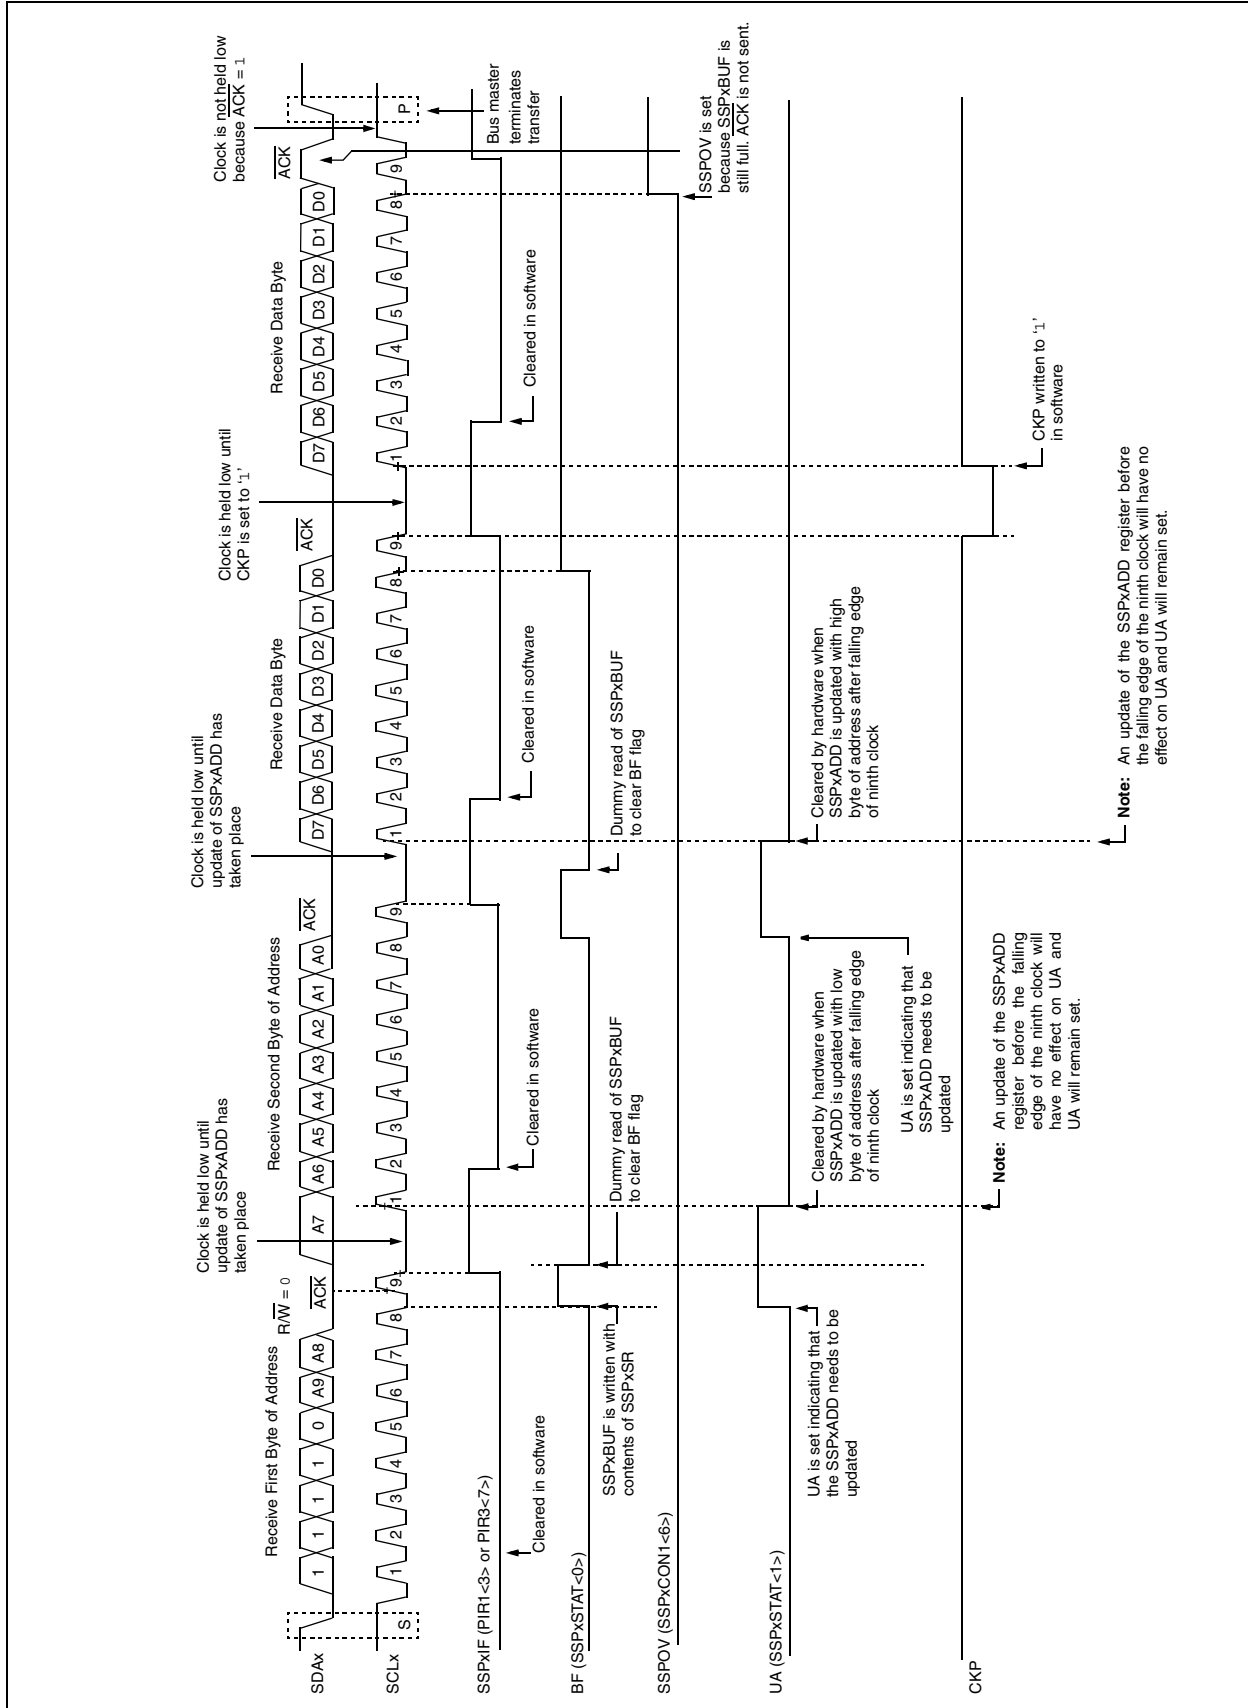 Clock is not held low
because ACK = 1
Clock is held low until
CKP is set to ‘1’
Clock is held low until
update of SSPxADD has
taken place
Clock is held low until
update of SSPxADD has
taken place
Receive First Byte of Address
R/W = 0
ACK
Receive Second Byte of Address
ACK
Receive Data Byte
ACK
Receive Data Byte
ACK
SDAx
1 1 1 1 0 A9 A8
A7 A6 A5 A4 A3 A2 A1 A0
D7 D6 D5 D4 D3 D2 D1 D0
D7 D6 D5 D4 D3 D2 D1 D0
SCLx
S
1 2 3 4 5 6 7 8 9
1 2 3 4 5 6 7 8 9
1 2 3 4 5 6 7 8 9
1 2 3 4 5 6 7 8 9
P
Bus master
terminates
transfer
SSPxIF (PIR1<3> or PIR3<7>)
Cleared in software
Cleared in software
Cleared in software
Cleared in software
BF (SSPxSTAT<0>)
SSPxBUF is written with
contents of SSPxSR
Dummy read of SSPxBUF
to clear BF flag
Dummy read of SSPxBUF
to clear BF flag
SSPOV (SSPxCON1<6>)
SSPOV is set
because SSPxBUF is
still full. ACK is not sent.
UA (SSPxSTAT<1>)
UA is set indicating that
the SSPxADD needs to be
updated
Cleared by hardware when
SSPxADD is updated with low
byte of address after falling edge
of ninth clock
UA is set indicating that
SSPxADD needs to be
updated
Cleared by hardware when
SSPxADD is updated with high
byte of address after falling edge
of ninth clock
CKP
CKP written to ‘1’
in software
Note: An update of the SSPxADD
register before the falling
edge of the ninth clock will
have no effect on UA and
UA will remain set.
Note: An update of the SSPxADD register before
the falling edge of the ninth clock will have no
effect on UA and UA will remain set.